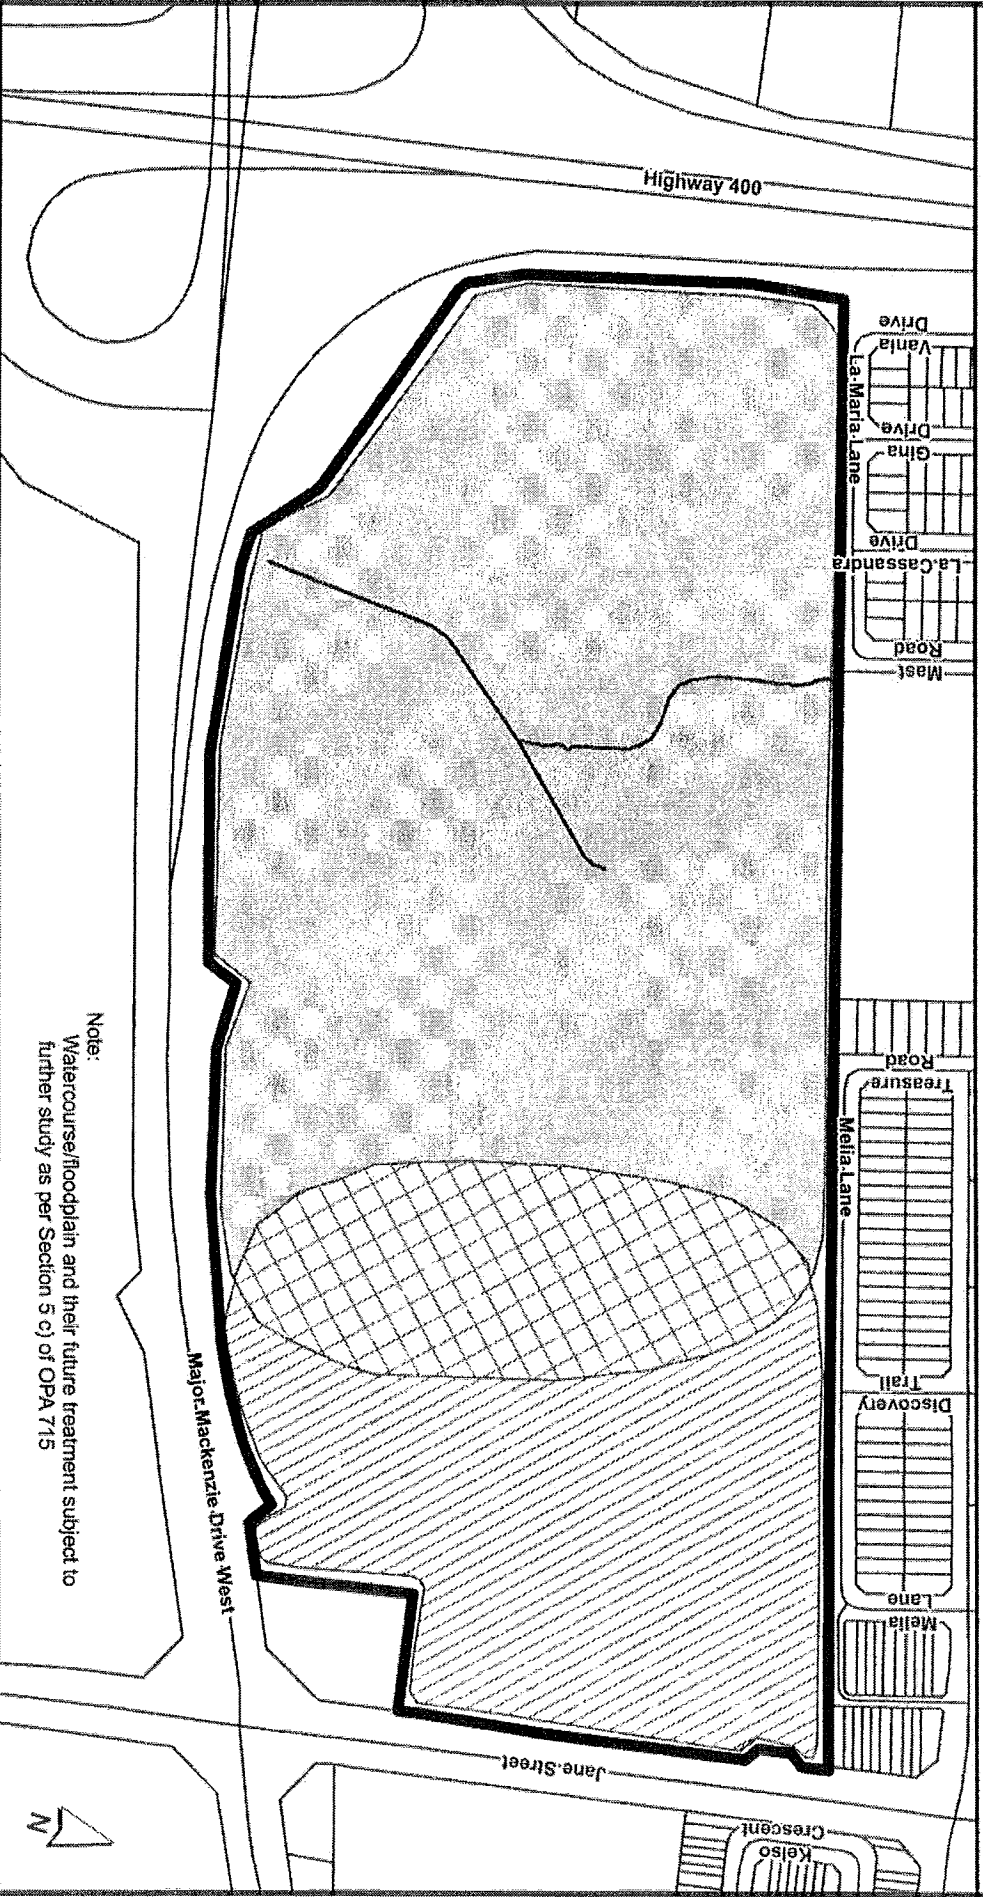 Highway 400
Vania
Drive
La Maria Lane
Gina
Drive
La Cassandra
Drive
Mast
Road
Treasure
Road
Melia Lane
Discovery
Trail
Melia
Lane
Major Mackenzie Drive West
Jane Street
Kelso
Crescent
Note:
Watercourse/floodplain and their future treatment subject to
further study as per Section 5 c) of OPA 715
N